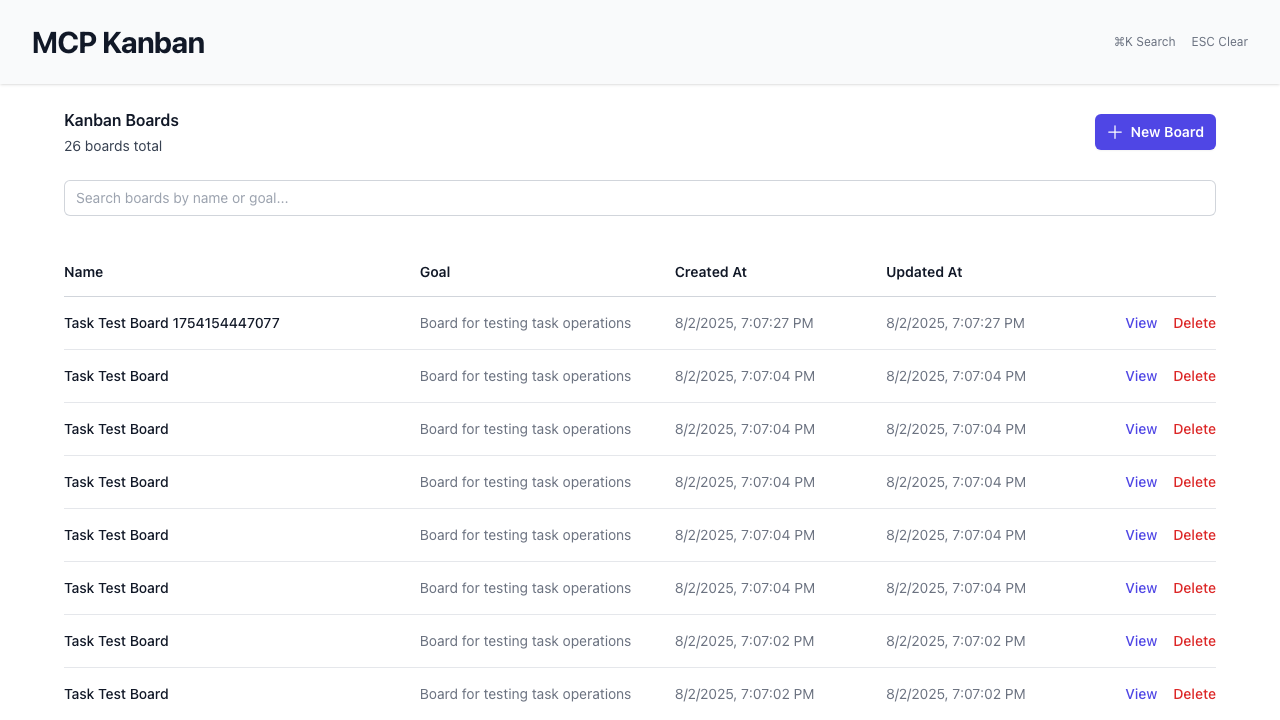 MCP Kanban
⌘K Search ESC Clear
Kanban Boards
26 boards total
New Board
Search boards by name or goal...
Name Goal Created At Updated At
Task Test Board 1754154447077 Board for testing task operations 8/2/2025, 7:07:27 PM 8/2/2025, 7:07:27 PM View Delete
Task Test Board Board for testing task operations 8/2/2025, 7:07:04 PM 8/2/2025, 7:07:04 PM View Delete
Task Test Board Board for testing task operations 8/2/2025, 7:07:04 PM 8/2/2025, 7:07:04 PM View Delete
Task Test Board Board for testing task operations 8/2/2025, 7:07:04 PM 8/2/2025, 7:07:04 PM View Delete
Task Test Board Board for testing task operations 8/2/2025, 7:07:04 PM 8/2/2025, 7:07:04 PM View Delete
Task Test Board Board for testing task operations 8/2/2025, 7:07:04 PM 8/2/2025, 7:07:04 PM View Delete
Task Test Board Board for testing task operations 8/2/2025, 7:07:02 PM 8/2/2025, 7:07:02 PM View Delete
Task Test Board Board for testing task operations 8/2/2025, 7:07:02 PM 8/2/2025, 7:07:02 PM View Delete